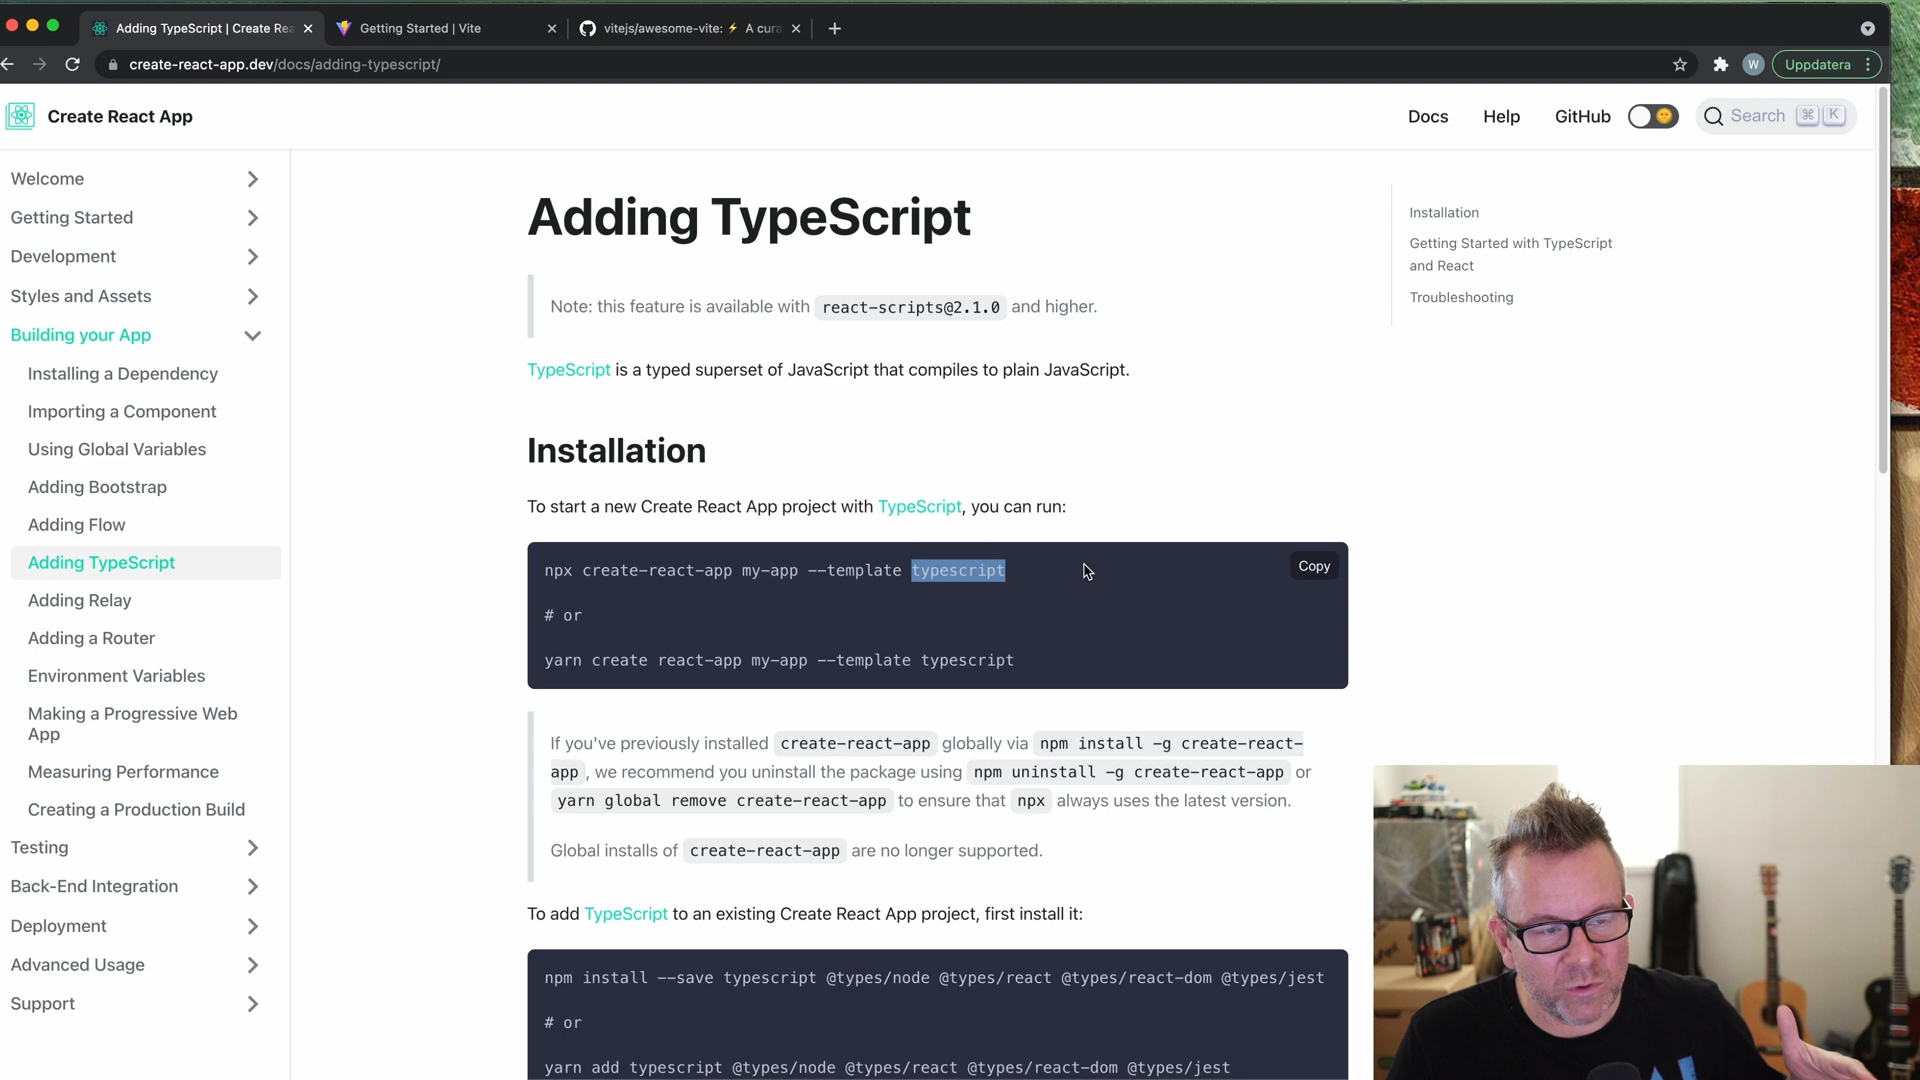 Adding TypeScript | Create Rea
Getting Started | Vite
vitejs/awesome-vite: ⚡ A cura
create-react-app.dev/docs/adding-typescript/
W
Uppdatera
Create React App
Docs
Help
GitHub
Search ⌘ K
Welcome
Getting Started
Development
Styles and Assets
Building your App
Installing a Dependency
Importing a Component
Using Global Variables
Adding Bootstrap
Adding Flow
Adding TypeScript
Adding Relay
Adding a Router
Environment Variables
Making a Progressive Web
App
Measuring Performance
Creating a Production Build
Testing
Back-End Integration
Deployment
Advanced Usage
Support
Adding TypeScript
Note: this feature is available with react-scripts@2.1.0 and higher.
TypeScript is a typed superset of JavaScript that compiles to plain JavaScript.
Installation
To start a new Create React App project with TypeScript, you can run:
npx create-react-app my-app --template typescript
Copy
# or
yarn create react-app my-app --template typescript
If you've previously installed create-react-app globally via npm install -g create-react-
app, we recommend you uninstall the package using npm uninstall -g create-react-app or
yarn global remove create-react-app to ensure that npx always uses the latest version.
Global installs of create-react-app are no longer supported.
To add TypeScript to an existing Create React App project, first install it:
npm install --save typescript @types/node @types/react @types/react-dom @types/jest
# or
yarn add typescript @types/node @types/react @types/react-dom @types/jest
Installation
Getting Started with TypeScript
and React
Troubleshooting